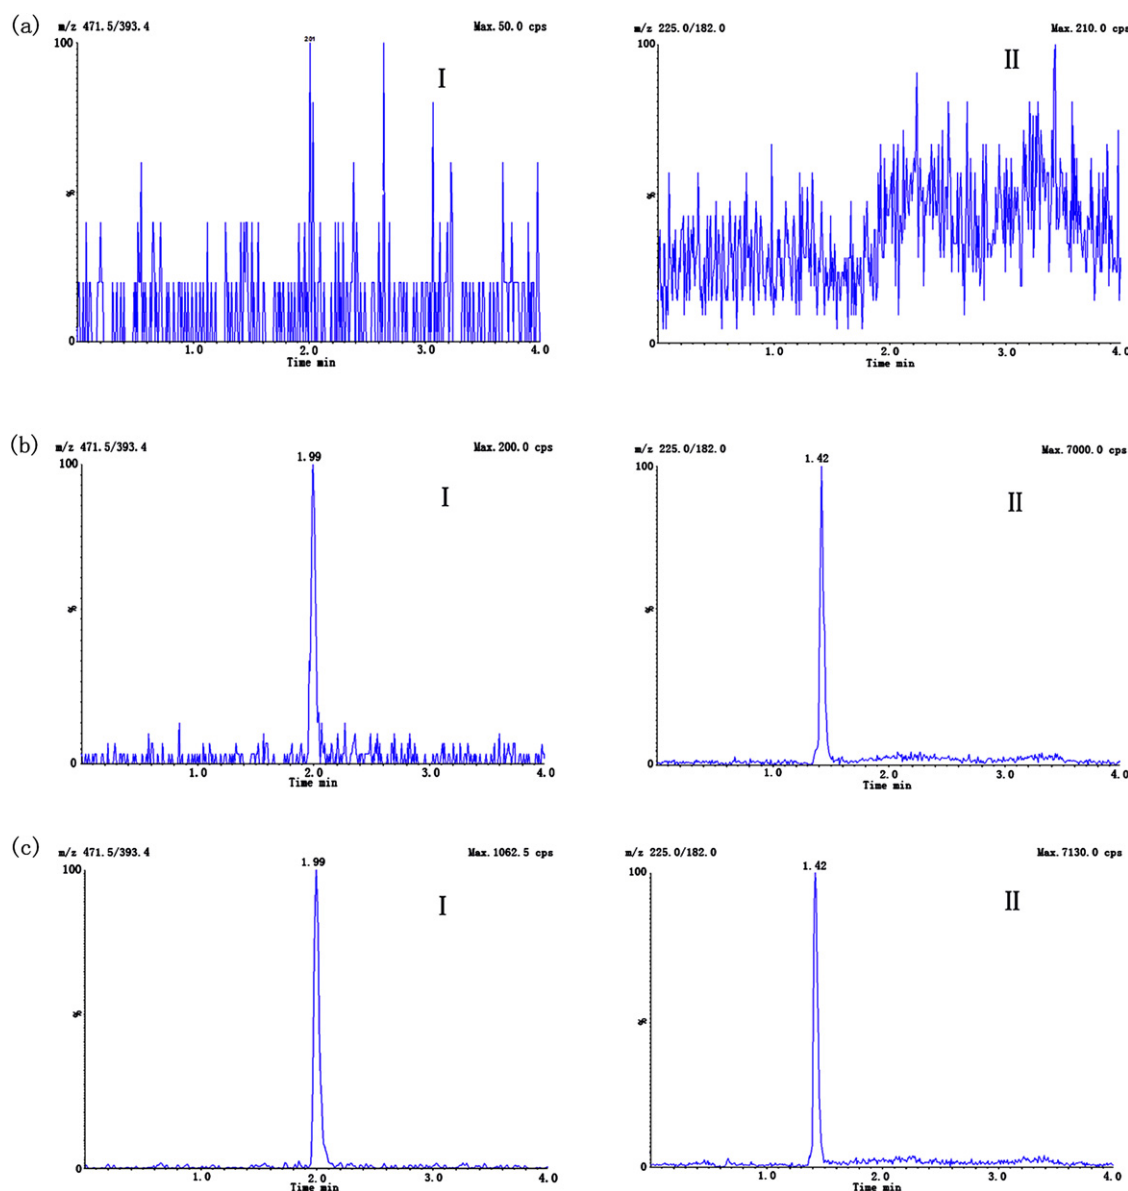 (a)
m/z 471.5/393.4 Max.50.0 cps
100
201
I
%
0
1.0 2.0 3.0 4.0
Time min
m/z 225.0/182.0 Max.210.0 cps
100
II
%
0
1.0 2.0 3.0 4.0
Time min
(b)
m/z 471.5/393.4 Max.200.0 cps
100
1.99
I
%
0
1.0 2.0 3.0 4.0
Time min
m/z 225.0/182.0 Max.7000.0 cps
100
1.42
II
%
0
1.0 2.0 3.0 4.0
Time min
(c)
m/z 471.5/393.4 Max.1062.5 cps
100
1.99
I
%
0
1.0 2.0 3.0 4.0
Time min
m/z 225.0/182.0 Max.7130.0 cps
100
1.42
II
%
0
1.0 2.0 3.0 4.0
Time min